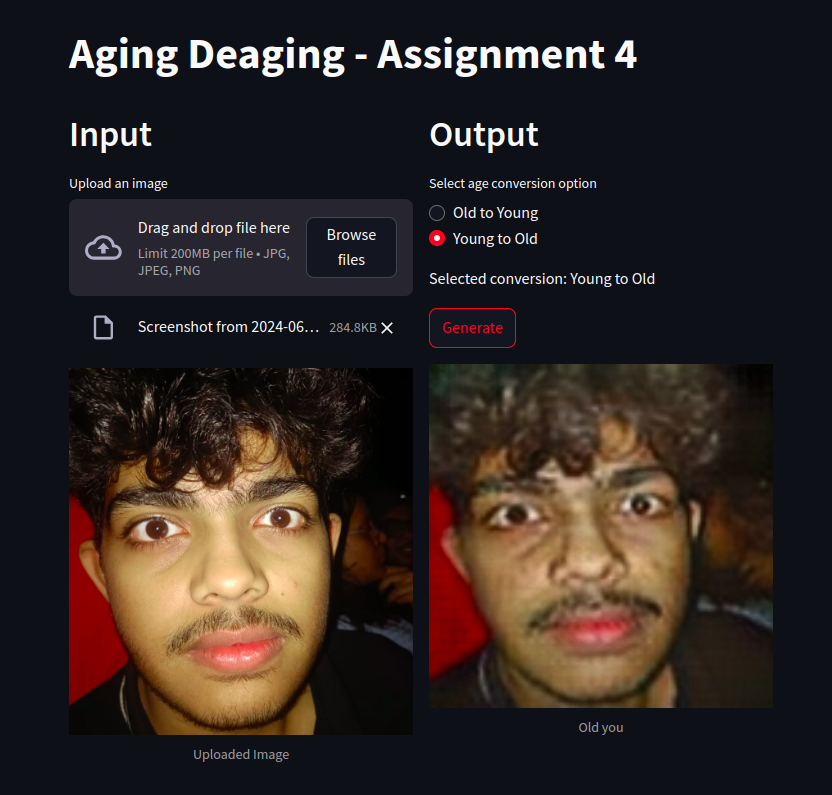 Aging Deaging - Assignment 4
Input
Upload an image
Drag and drop file here
Limit 200MB per file • JPG,
JPEG, PNG
Browse
files
Screenshot from 2024-06... 284.8KB
Uploaded Image
Output
Select age conversion option
Old to Young
Young to Old
Selected conversion: Young to Old
Generate
Old you